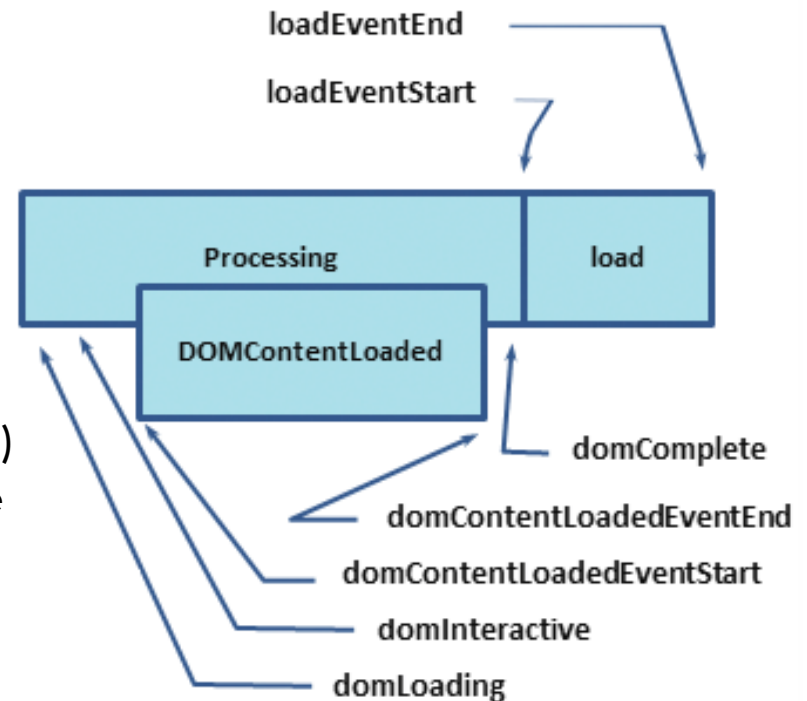 loadEventEnd
loadEventStart
Processing
load
DOMContentLoaded
)
e
domComplete
domContentLoadedEventEnd
domContentLoadedEventStart
domInteractive
domLoading